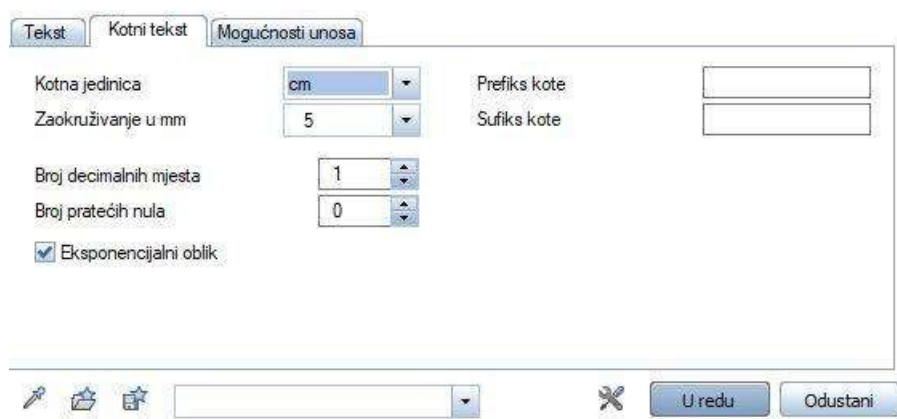 Tekst Kotni tekst Mogućnosti unosa
Kotna jedinica cm Prefiks kote
Zaokruživanje u mm 5 Sufiks kote
Broj decimalnih mjesta 1
Broj pratećih nula 0
Eksponencijalni oblik
U redu Odustani